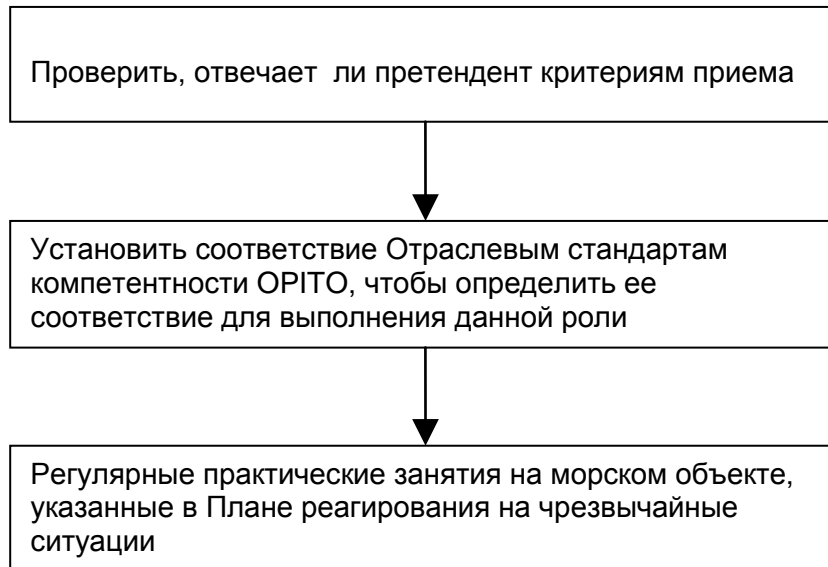 Проверить, отвечает ли претендент критериям приема
Установить соответствие Отраслевым стандартам
компетентности OPITO, чтобы определить ее
соответствие для выполнения данной роли
Регулярные практические занятия на морском объекте,
указанные в Плане реагирования на чрезвычайные
ситуации